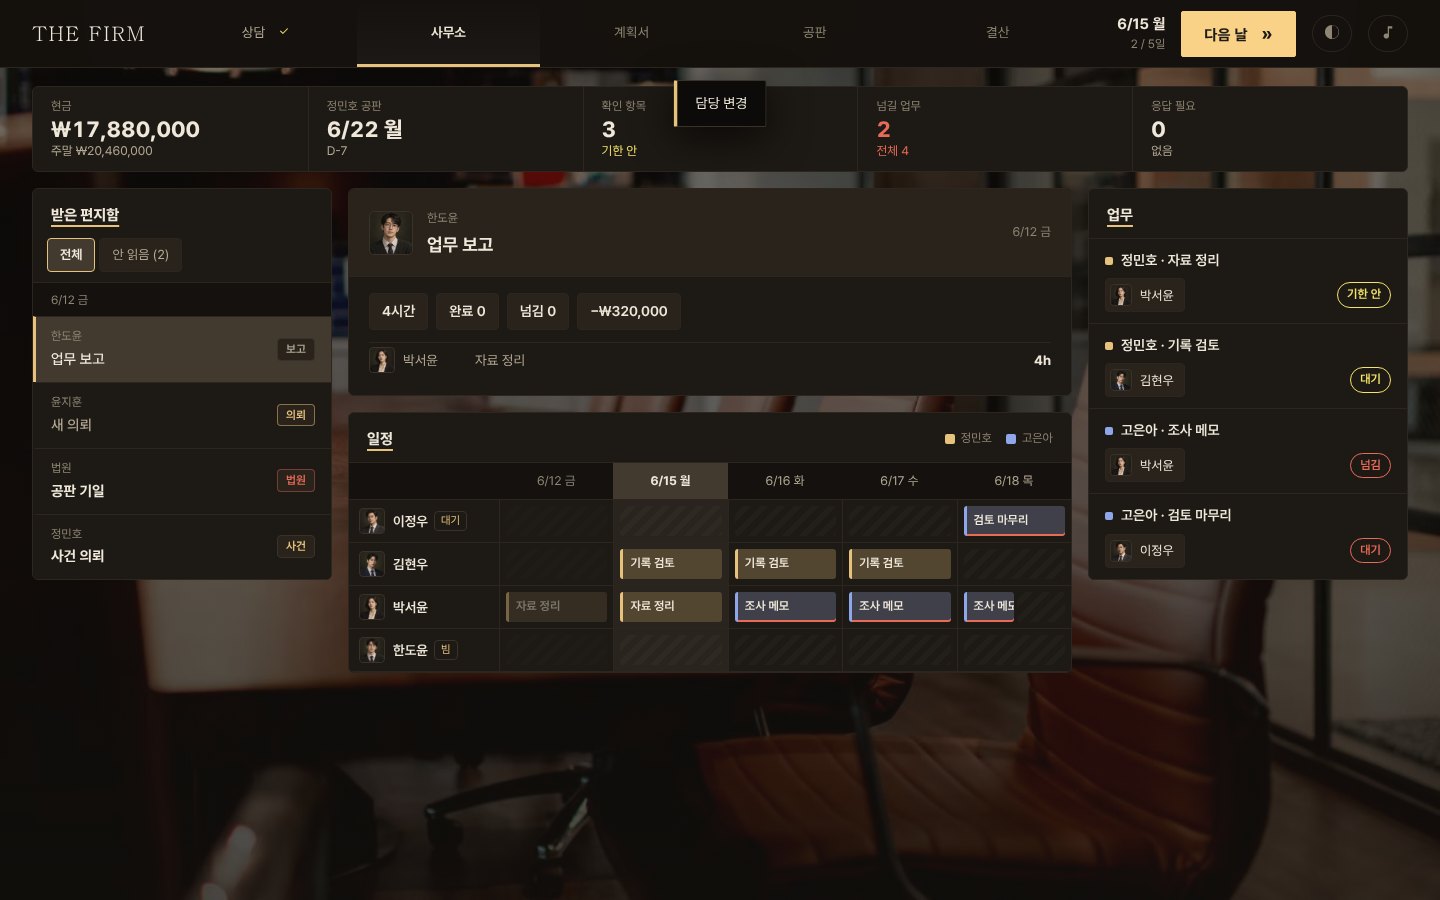 THE FIRM
상담
사무소
계획서
공판
결산
6/15 월
2 / 5일
다음 날 »
현금
₩17,880,000
주말 ₩20,460,000
정민호 공판
6/22 월
D-7
확인 항목
3
기한 안
담당 변경
넘길 업무
2
전체 4
응답 필요
0
없음
받은 편지함
전체
안 읽음 (2)
6/12 금
한도윤
업무 보고
보고
윤지훈
새 의뢰
의뢰
법원
공판 기일
법원
정민호
사건 의뢰
사건
한도윤
업무 보고
6/12 금
4시간
완료 0
넘김 0
−₩320,000
박서윤 자료 정리 4h
일정
정민호
고은아
6/12 금 6/15 월 6/16 화 6/17 수 6/18 목
이정우 대기 검토 마무리
김현우 기록 검토 기록 검토 기록 검토
박서윤 자료 정리 자료 정리 조사 메모 조사 메모 조사
한도윤 빔
업무
정민호 · 자료 정리
박서윤 기한 안
정민호 · 기록 검토
김현우 대기
고은아 · 조사 메모
박서윤 넘김
고은아 · 검토 마무리
이정우 대기